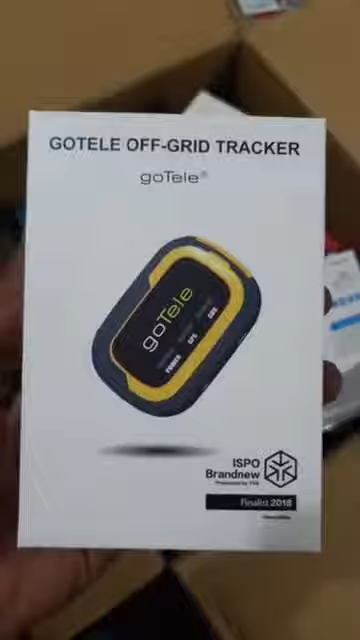 GOTELE OFF-GRID TRACKER
goTele®
goTele
POWER GPS SOS
ISPO
Brandnew
Finalist 2018